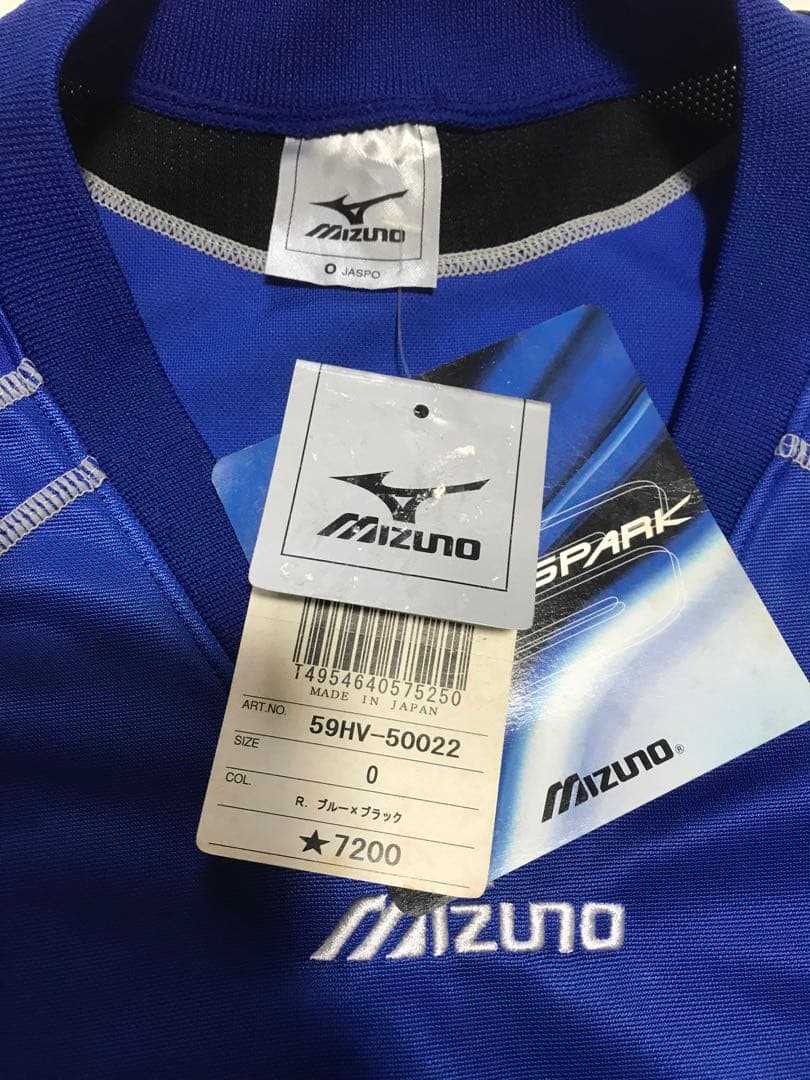 MIZUNO
O JASPO
MIZUNO
SPARK
T4954640575250
MADE IN JAPAN
ART.NO. 59HV-50022
SIZE 0
COL.
R. ブルー×ブラック
★7200
MIZUNO®
MIZUNO